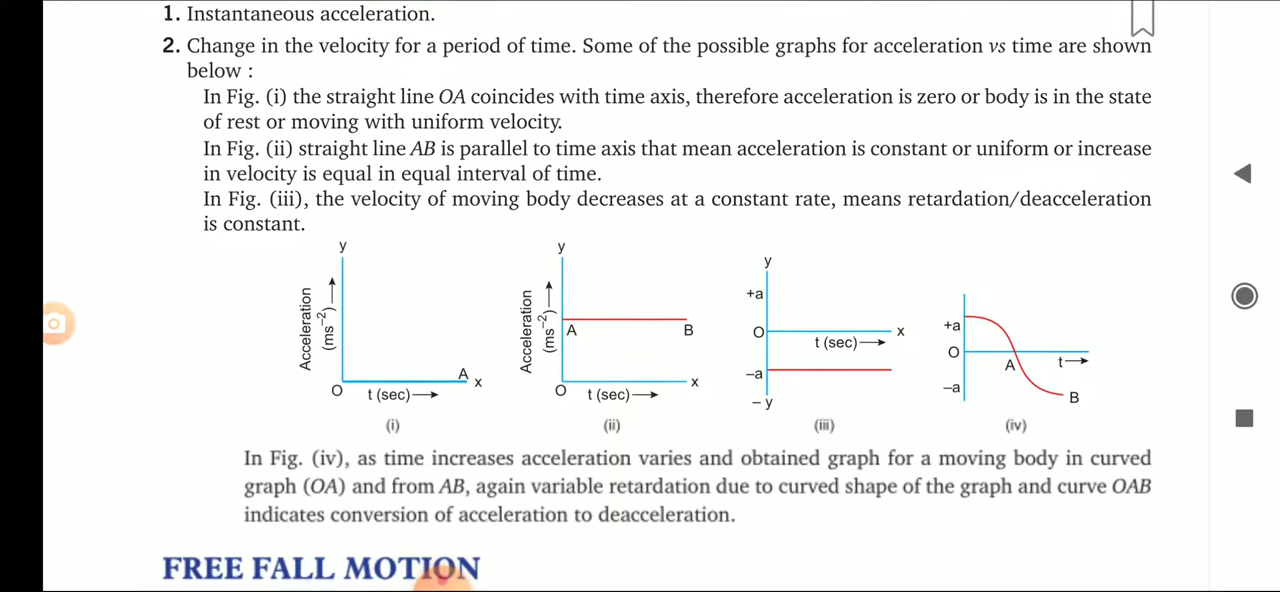 1. Instantaneous acceleration.
2. Change in the velocity for a period of time. Some of the possible graphs for acceleration vs time are shown
below :
In Fig. (i) the straight line OA coincides with time axis, therefore acceleration is zero or body is in the state
of rest or moving with uniform velocity.
In Fig. (ii) straight line AB is parallel to time axis that mean acceleration is constant or uniform or increase
in velocity is equal in equal interval of time.
In Fig. (iii), the velocity of moving body decreases at a constant rate, means retardation/deacceleration
is constant.
y
Acceleration
(ms⁻²)
O
t (sec)
A
x
(i)
y
Acceleration
(ms⁻²)
A
B
O
t (sec)
x
(ii)
y
+a
O
x
t (sec)
–a
– y
(iii)
+a
O
A
t
–a
B
(iv)
In Fig. (iv), as time increases acceleration varies and obtained graph for a moving body in curved
graph (OA) and from AB, again variable retardation due to curved shape of the graph and curve OAB
indicates conversion of acceleration to deacceleration.
FREE FALL MOTION